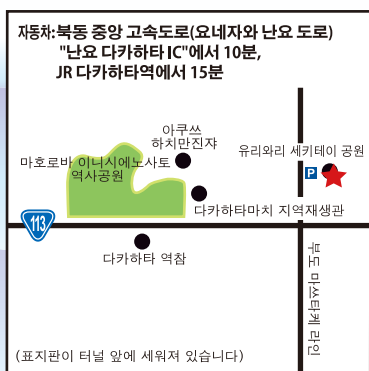 자동차:북동 중앙 고속도로(요네자와 난요 도로)
"난요 다카하타 IC"에서 10분,
JR 다카하타역에서 15분
아쿠쓰
하치만진쟈
유리와리 세키테이 공원
마호로바 이니시에노사토
역사공원
P
다카하타마치 지역재생관
113
다카하타 역참
부도 마쓰타케 라인
(표지판이 터널 앞에 세워져 있습니다)